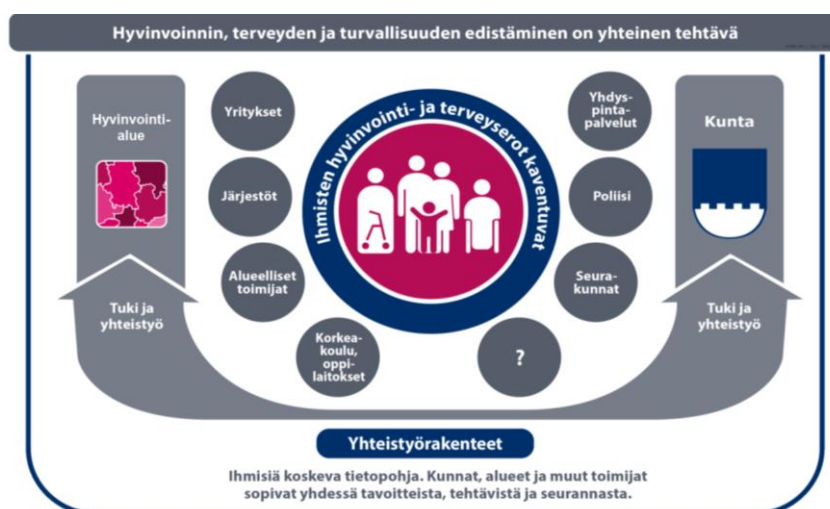 Hyvinvoinnin, terveyden ja turvallisuuden edistäminen on yhteinen tehtävä
Hyvinvointi-
alue
Yritykset
Järjestöt
Alueelliset
toimijat
Korkea-
koulu,
oppi-
laitokset
Ihmisten hyvinvointi- ja terveyserot kaventuvat
Yhdys-
pinta-
palvelut
Poliisi
Seura-
kunnat
?
Kunta
Tuki ja
yhteistyö
Tuki ja
yhteistyö
Yhteistyörakenteet
Ihmisiä koskeva tietopohja. Kunnat, alueet ja muut toimijat
sopivat yhdessä tavoitteista, tehtävistä ja seurannasta.